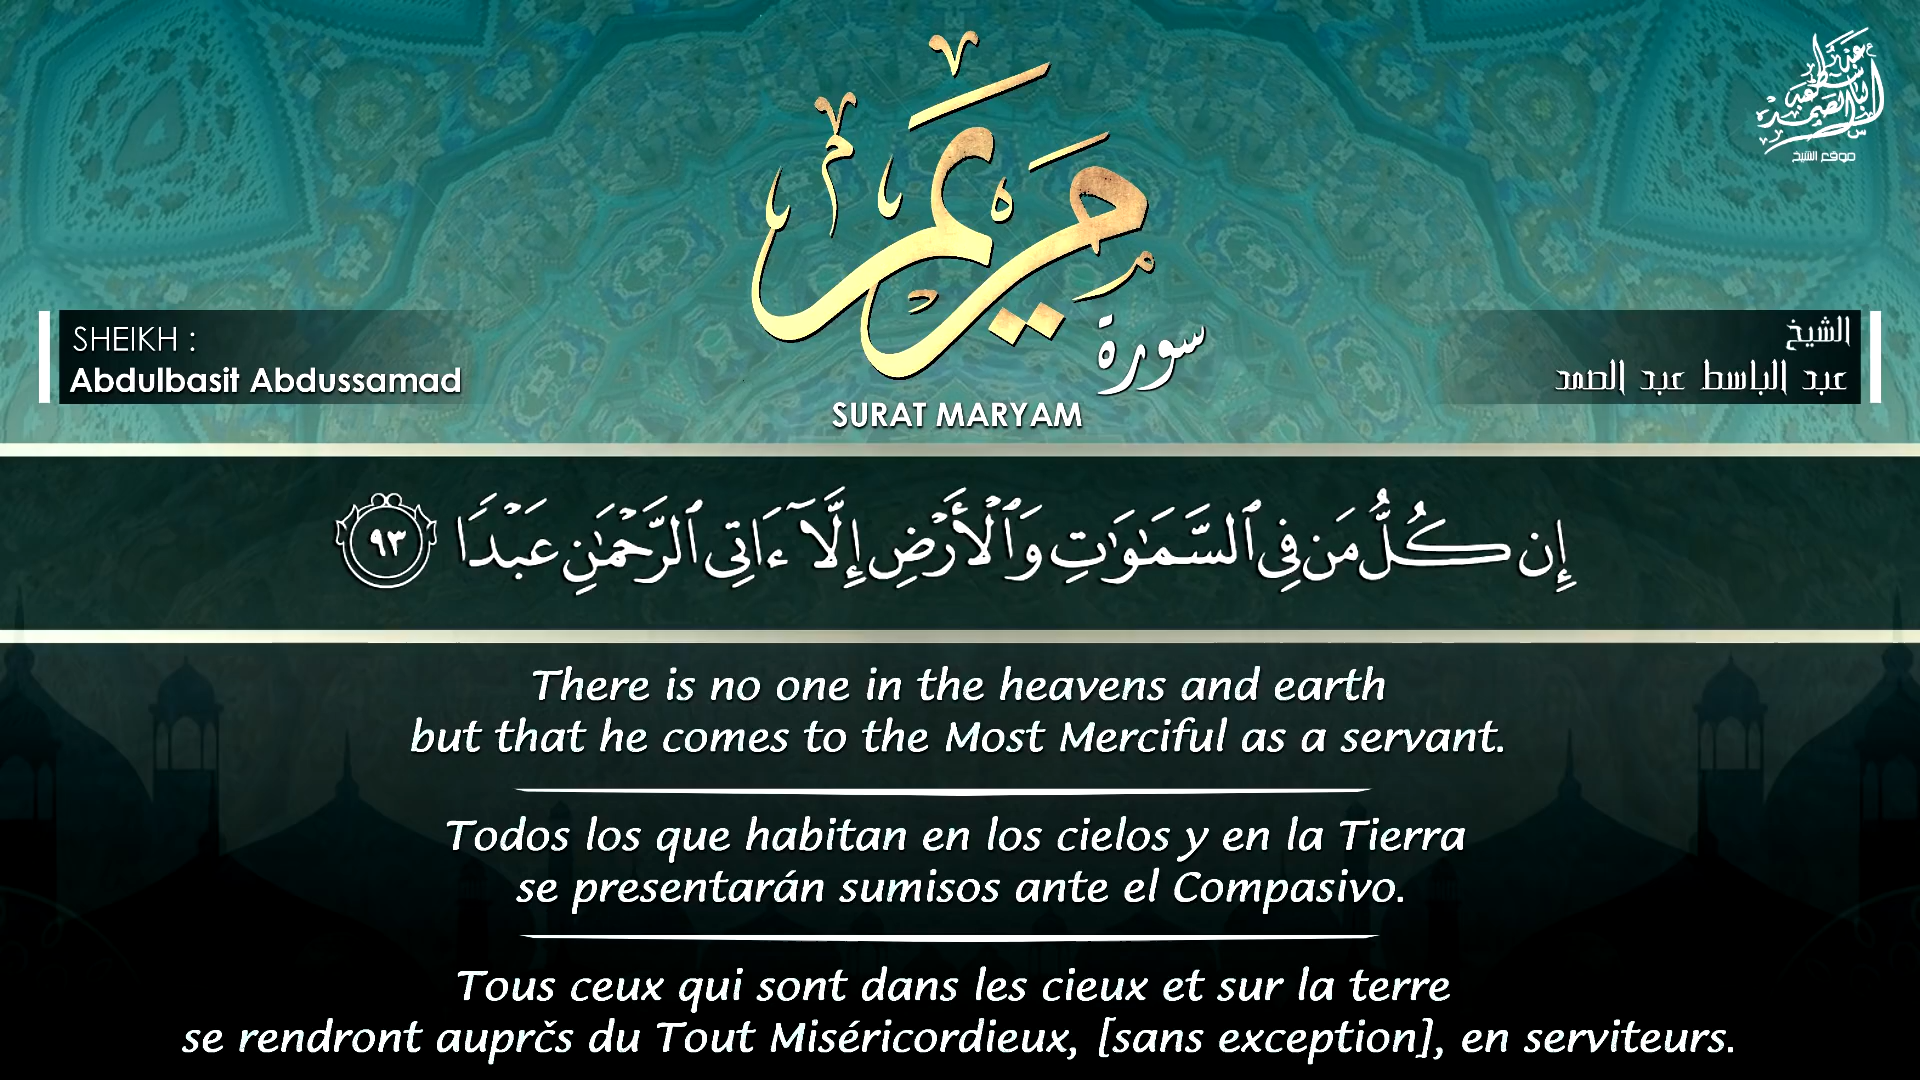 مريم
سورة
SURAT MARYAM
موقع الشيخ
SHEIKH :
Abdulbasit Abdussamad
الشيخ
عبد الباسط عبد الصمد
إِن كُلُّ مَن فِي ٱلسَّمَٰوَٰتِ وَٱلْأَرْضِ إِلَّآ ءَاتِى ٱلرَّحْمَٰنِ عَبْدًا ٩٣
There is no one in the heavens and earth
but that he comes to the Most Merciful as a servant.
Todos los que habitan en los cielos y en la Tierra
se presentarán sumisos ante el Compasivo.
Tous ceux qui sont dans les cieux et sur la terre
se rendront auprčs du Tout Miséricordieux, [sans exception], en serviteurs.